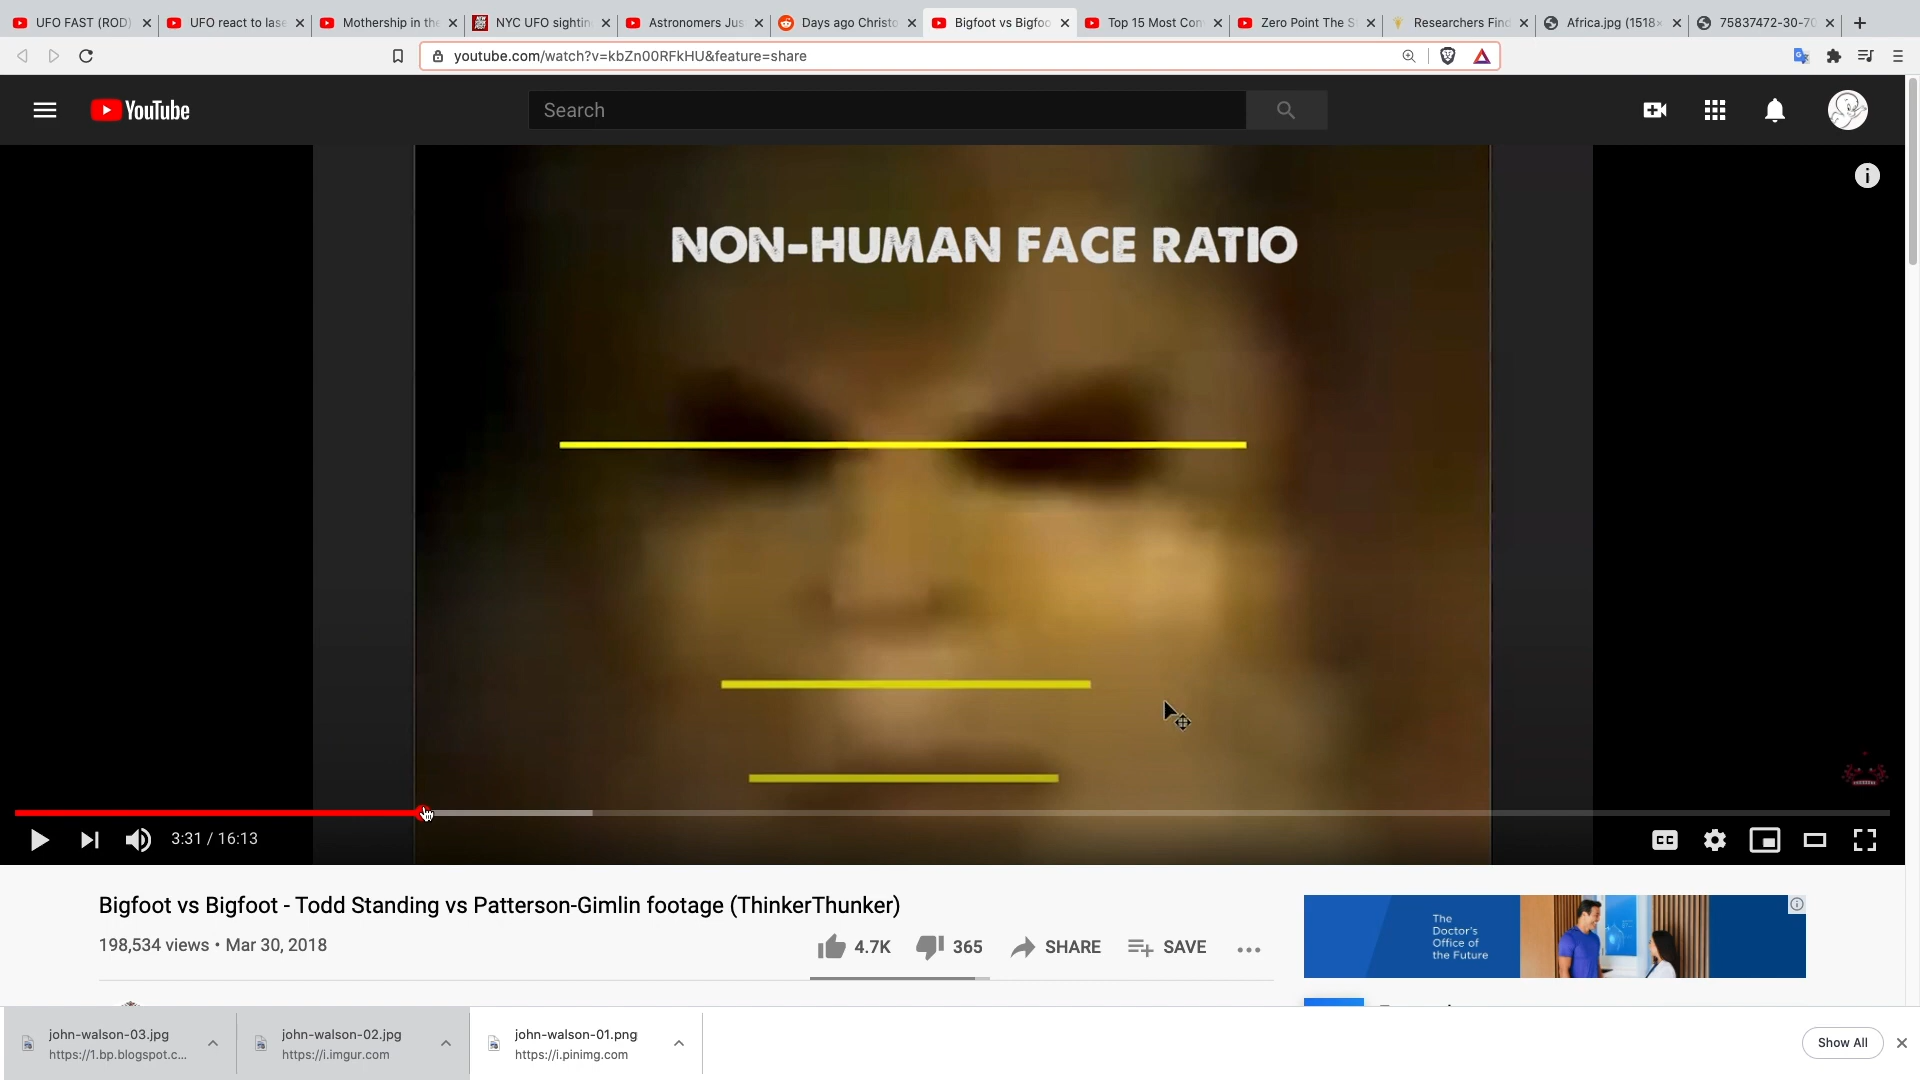 UFO FAST (ROD)
UFO react to lase
Mothership in the
NYC UFO sightin
Astronomers Jus
Days ago Christo
Bigfoot vs Bigfoo
Top 15 Most Con
Zero Point The S
Researchers Find
Africa.jpg (1518×
75837472-30-70
youtube.com/watch?v=kbZn00RFkHU&feature=share
YouTube
Search
NON-HUMAN FACE RATIO
3:31 / 16:13
CC
Bigfoot vs Bigfoot - Todd Standing vs Patterson-Gimlin footage (ThinkerThunker)
198,534 views • Mar 30, 2018
4.7K
365
SHARE
SAVE
The
Doctor's
Office of
the Future
john-walson-03.jpg
https://1.bp.blogspot.c...
john-walson-02.jpg
https://i.imgur.com
john-walson-01.png
https://i.pinimg.com
Show All